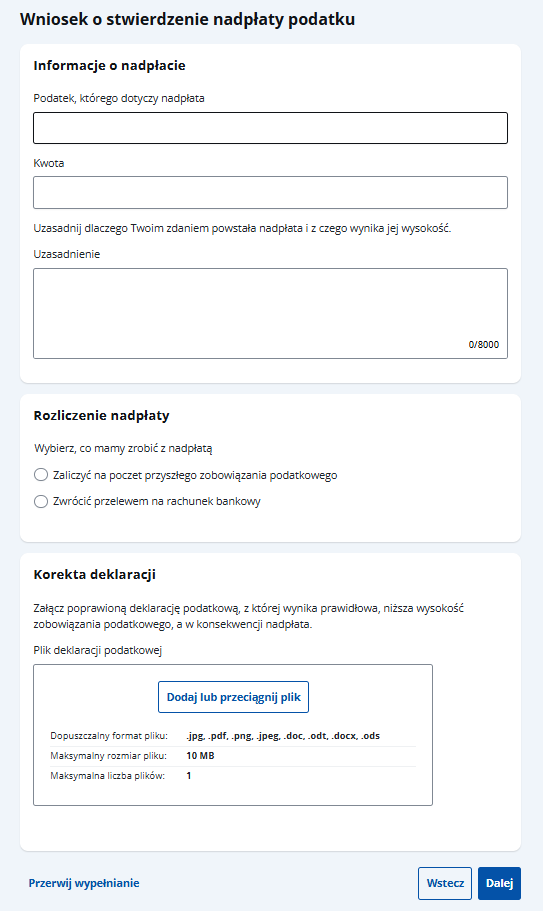 Wniosek o stwierdzenie nadpłaty podatku
Informacje o nadpłacie
Podatek, którego dotyczy nadpłata
Kwota
Uzasadnij dlaczego Twoim zdaniem powstała nadpłata i z czego wynika jej wysokość.
Uzasadnienie
0/8000
Rozliczenie nadpłaty
Wybierz, co mamy zrobić z nadpłatą
Zaliczyć na poczet przyszłego zobowiązania podatkowego
Zwrócić przelewem na rachunek bankowy
Korekta deklaracji
Załącz poprawioną deklarację podatkową, z której wynika prawidłowa, niższa wysokość
zobowiązania podatkowego, a w konsekwencji nadpłata.
Plik deklaracji podatkowej
Dodaj lub przeciągnij plik
Dopuszczalny format pliku: .jpg, .pdf, .png, .jpeg, .doc, .odt, .docx, .ods
Maksymalny rozmiar pliku: 10 MB
Maksymalna liczba plików: 1
Przerwij wypełnianie Wstecz Dalej